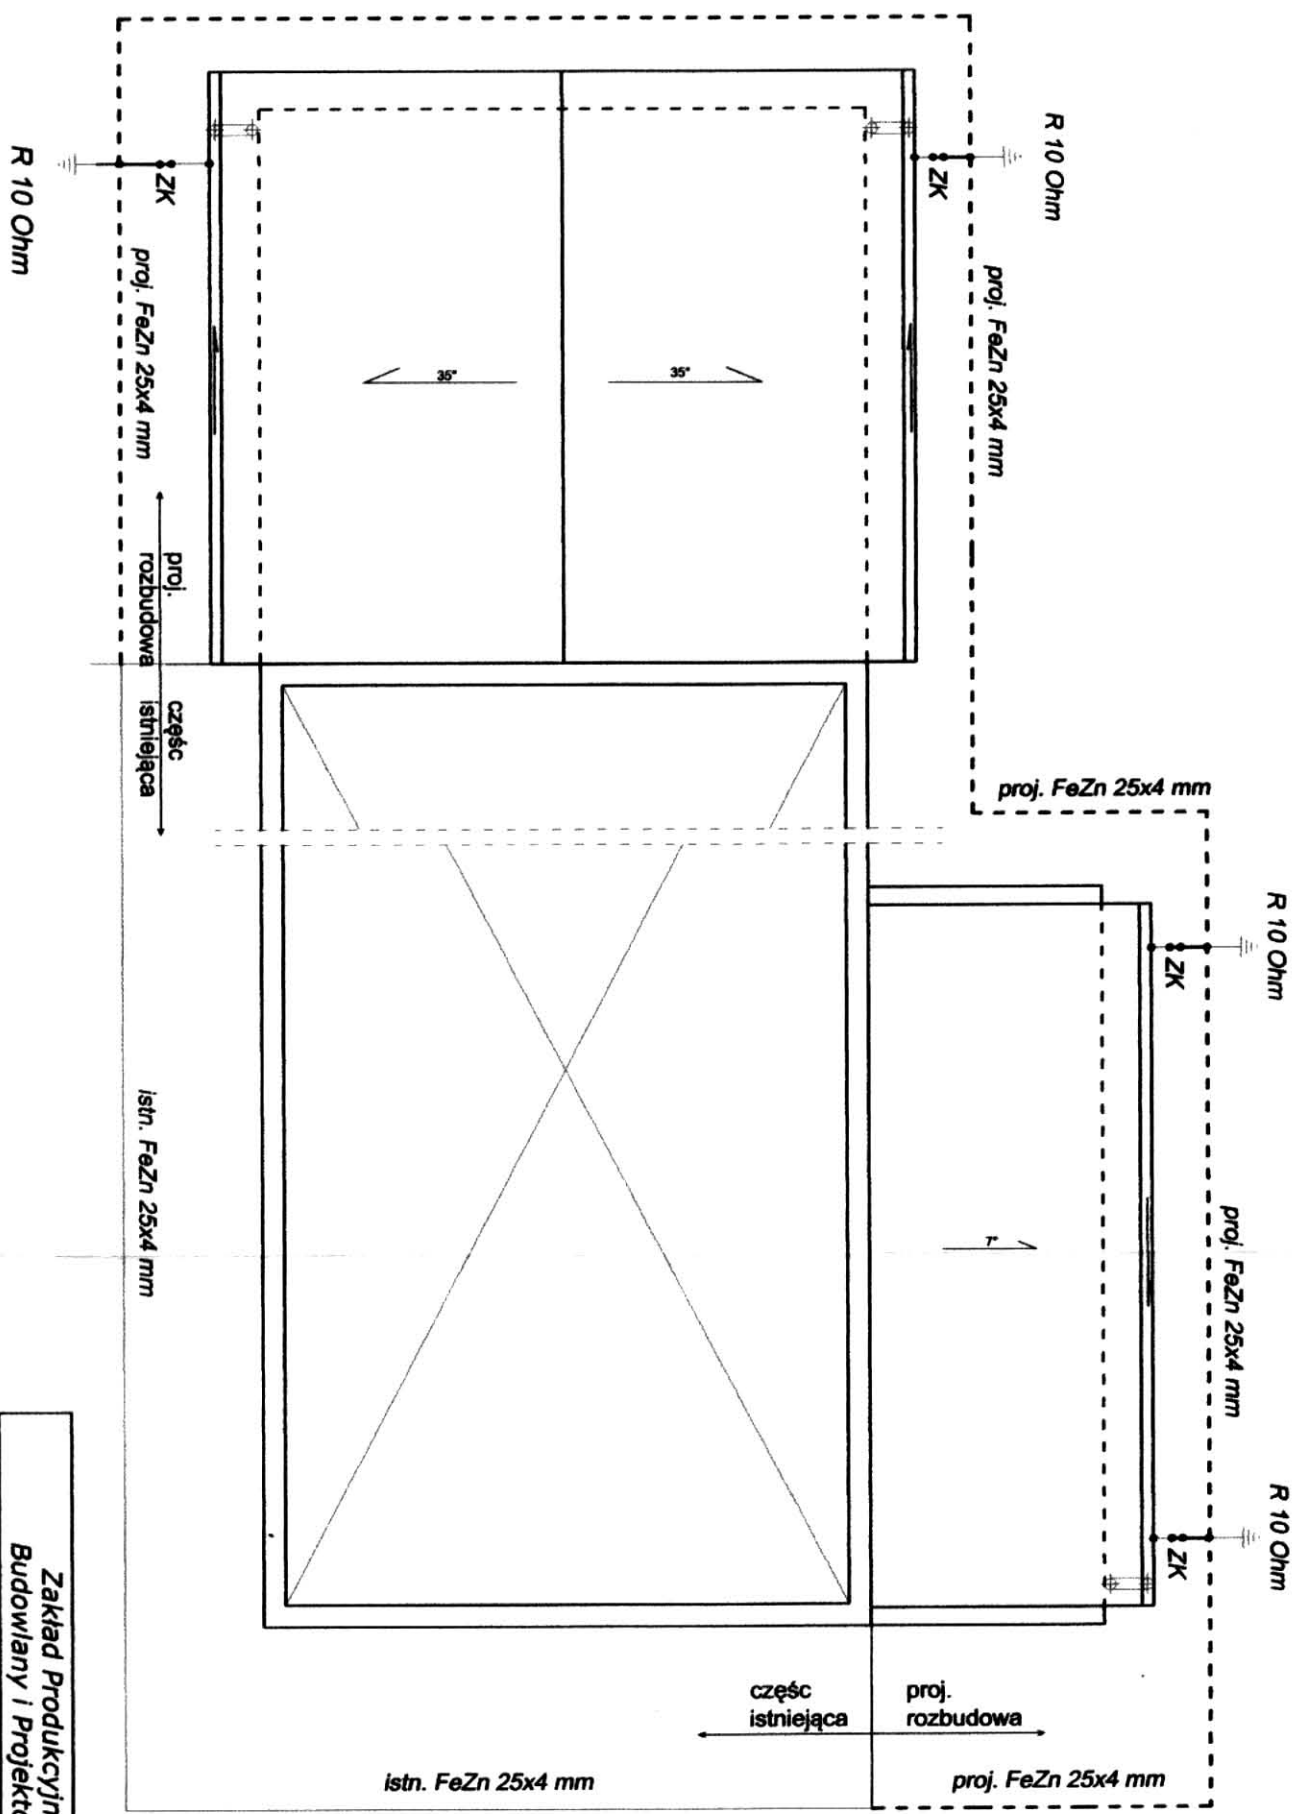 R 10 Ohm
ZK
proj. FeZn 25x4 mm
R 10 Ohm
ZK
proj. FeZn 25x4 mm
35°
35°
proj.
rozbudowa
częśc
istniejąca
proj. FeZn 25x4 mm
R 10 Ohm
ZK
proj. FeZn 25x4 mm
7°
istn. FeZn 25x4 mm
R 10 Ohm
ZK
częśc
istniejąca
proj.
rozbudowa
istn. FeZn 25x4 mm
proj. FeZn 25x4 mm
Zakład Produkcyjn
Budowlany i Projekto